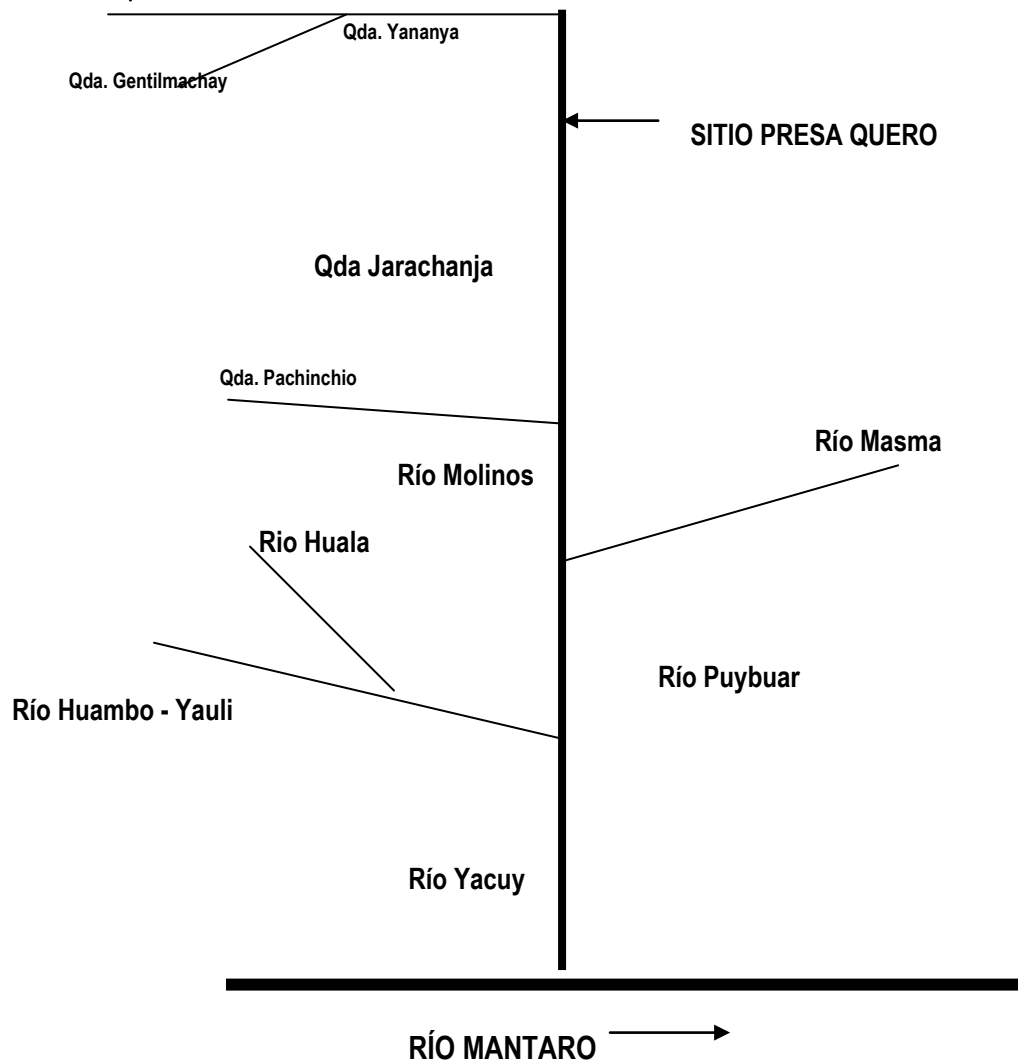 Qda. Yananya
Qda. Gentilmachay
SITIO PRESA QUERO
Qda Jarachanja
Qda. Pachinchio
Río Masma
Río Molinos
Rio Huala
Río Puybuar
Río Huambo - Yauli
Río Yacuy
RÍO MANTARO